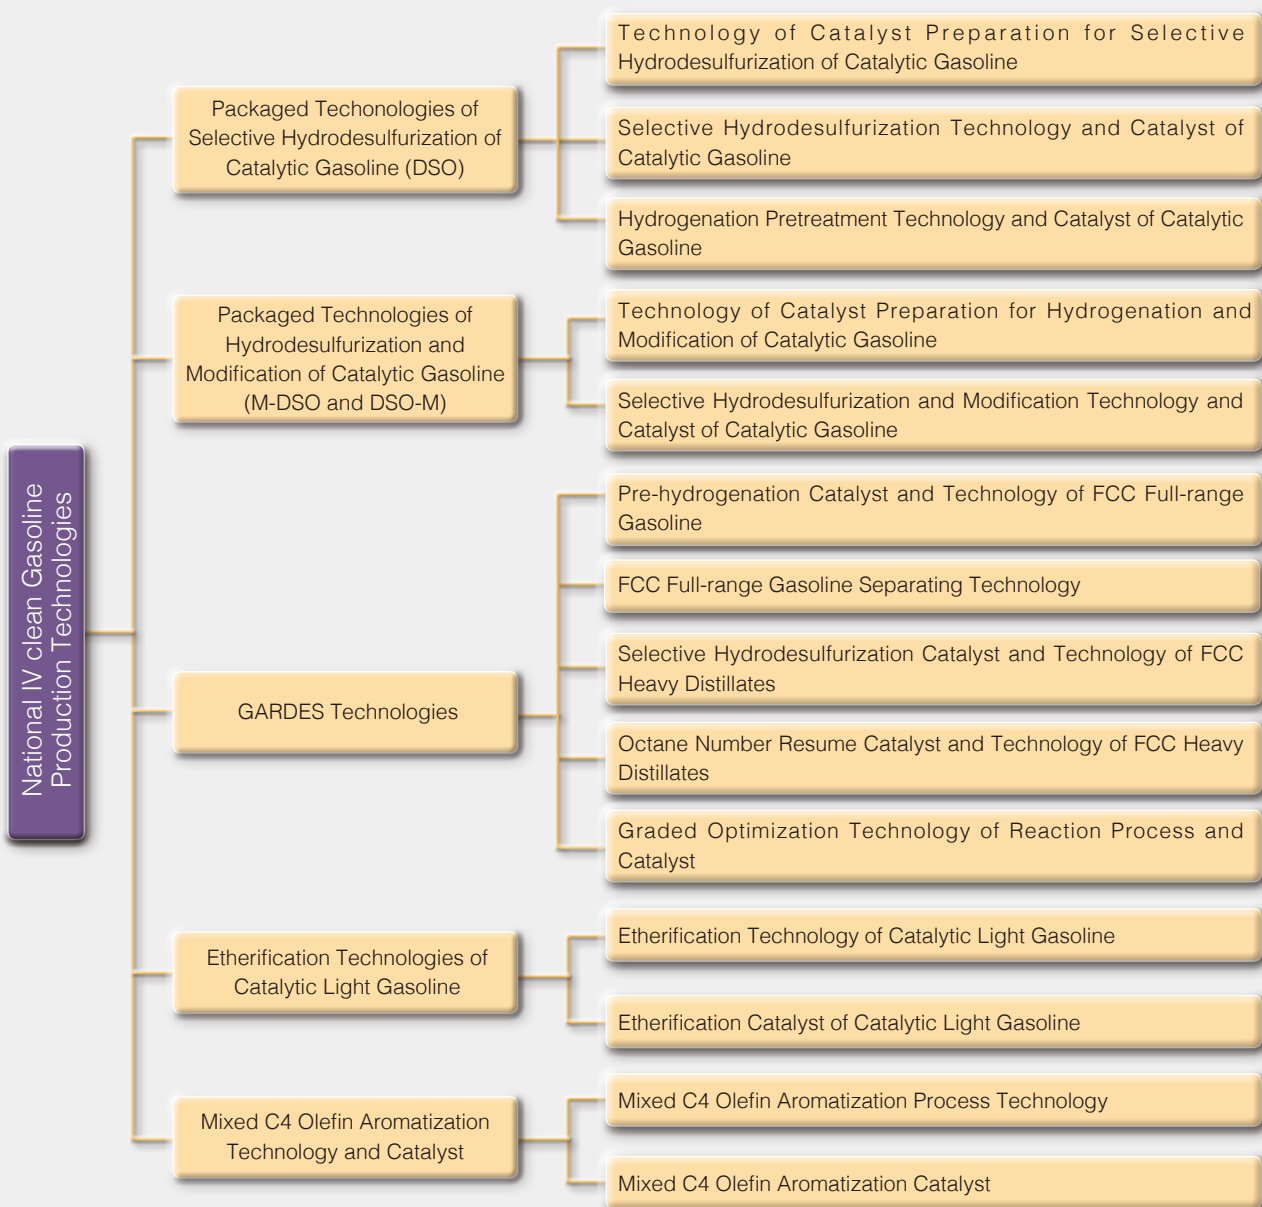 National IV clean Gasoline
Production Technologies
Packaged Techonologies of
Selective Hydrodesulfurization of
Catalytic Gasoline (DSO)
Technology of Catalyst Preparation for Selective
Hydrodesulfurization of Catalytic Gasoline
Selective Hydrodesulfurization Technology and Catalyst of
Catalytic Gasoline
Hydrogenation Pretreatment Technology and Catalyst of Catalytic
Gasoline
Packaged Technologies of
Hydrodesulfurization and
Modification of Catalytic Gasoline
(M-DSO and DSO-M)
Technology of Catalyst Preparation for Hydrogenation and
Modification of Catalytic Gasoline
Selective Hydrodesulfurization and Modification Technology and
Catalyst of Catalytic Gasoline
GARDES Technologies
Pre-hydrogenation Catalyst and Technology of FCC Full-range
Gasoline
FCC Full-range Gasoline Separating Technology
Selective Hydrodesulfurization Catalyst and Technology of FCC
Heavy Distillates
Octane Number Resume Catalyst and Technology of FCC Heavy
Distillates
Graded Optimization Technology of Reaction Process and
Catalyst
Etherification Technologies of
Catalytic Light Gasoline
Etherification Technology of Catalytic Light Gasoline
Etherification Catalyst of Catalytic Light Gasoline
Mixed C4 Olefin Aromatization
Technology and Catalyst
Mixed C4 Olefin Aromatization Process Technology
Mixed C4 Olefin Aromatization Catalyst